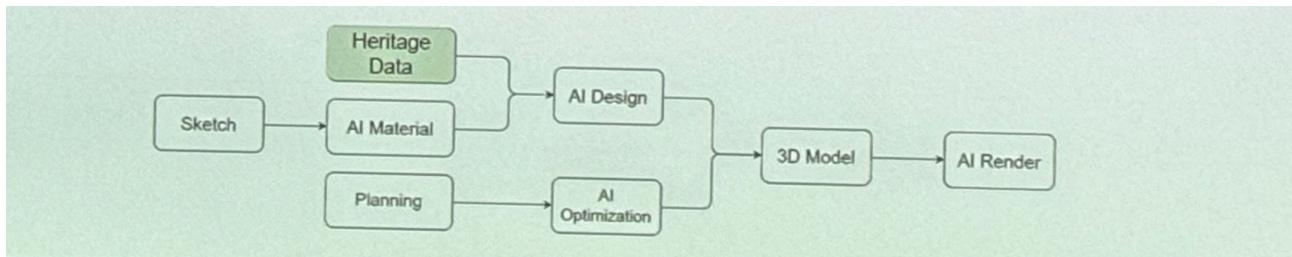 Heritage
Data
Sketch
AI Material
Planning
AI Design
AI
Optimization
3D Model
AI Render